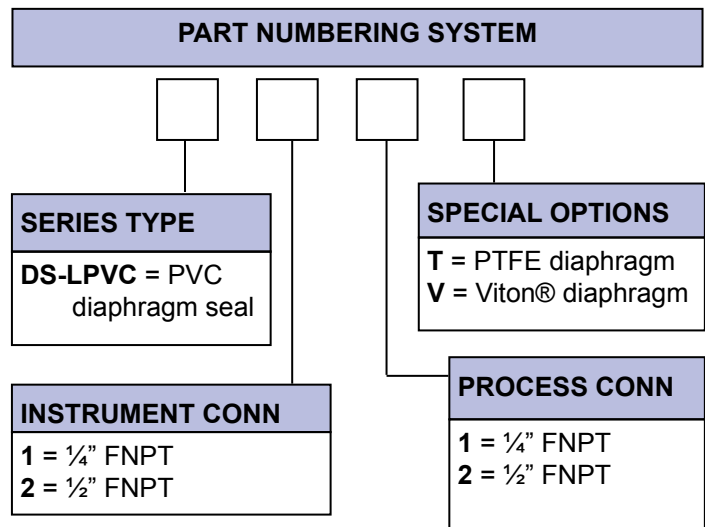 PART NUMBERING SYSTEM
SERIES TYPE
DS-LPVC = PVC
diaphragm seal
SPECIAL OPTIONS
T = PTFE diaphragm
V = Viton® diaphragm
INSTRUMENT CONN
1 = ¼” FNPT
2 = ½” FNPT
PROCESS CONN
1 = ¼” FNPT
2 = ½” FNPT